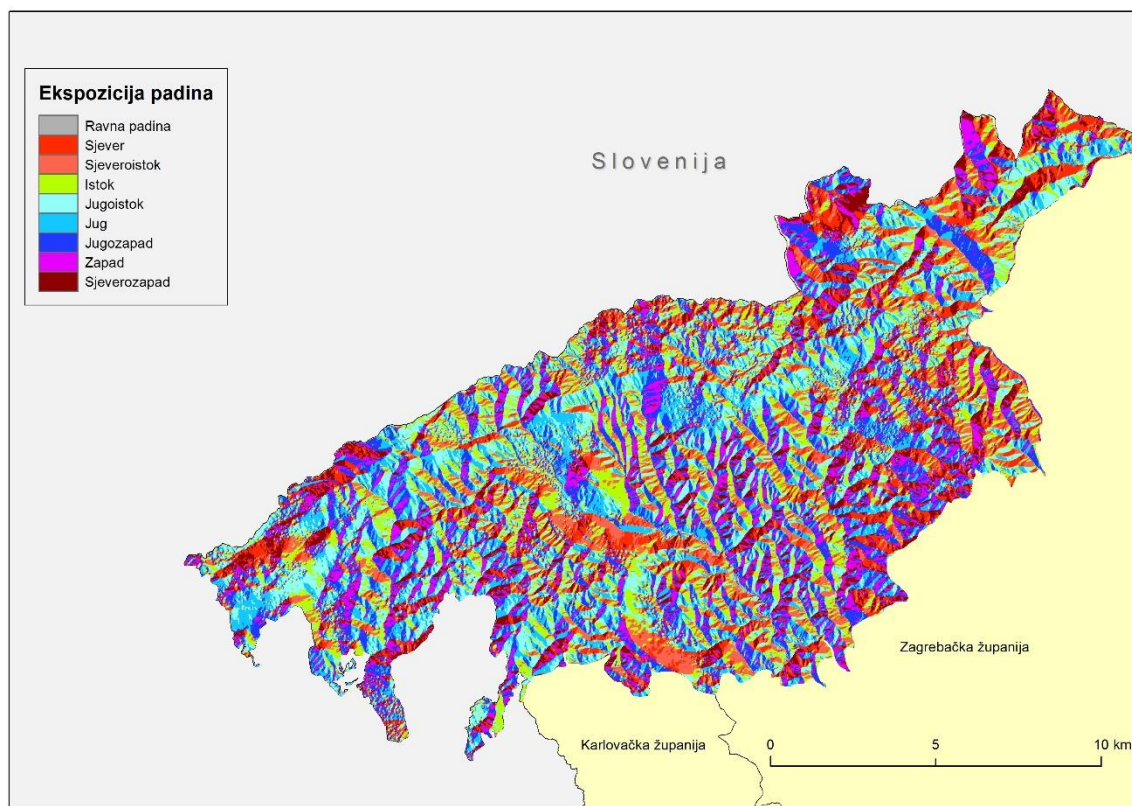 Ekspozicija padina
Ravna padina
Sjever
Sjeveroistok
Istok
Jugoistok
Jug
Jugozapad
Zapad
Sjeverozapad
Slovenija
Zagrebačka županija
Karlovačka županija
0 5 10 km